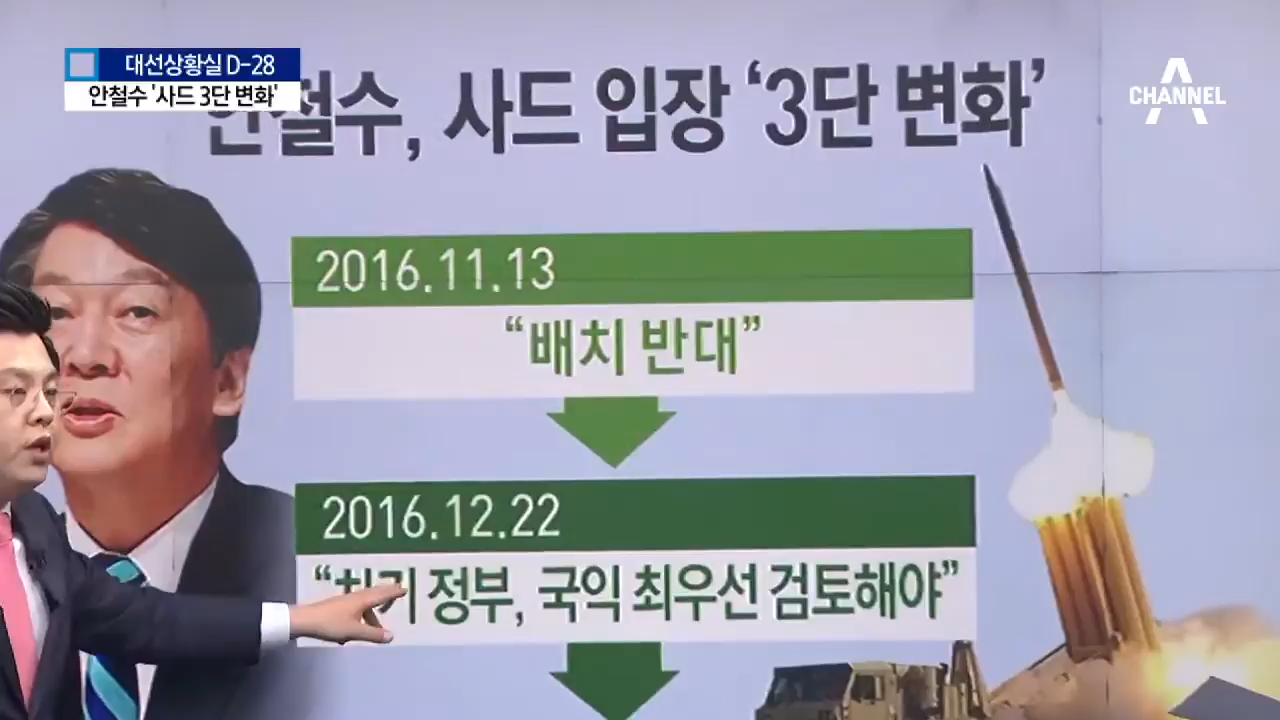 대선상황실 D-28
안철수 '사드 3단 변화'
CHANNEL A
안철수, 사드 입장 ‘3단 변화’
2016.11.13
“배치 반대”
2016.12.22
“차기 정부, 국익 최우선 검토해야”